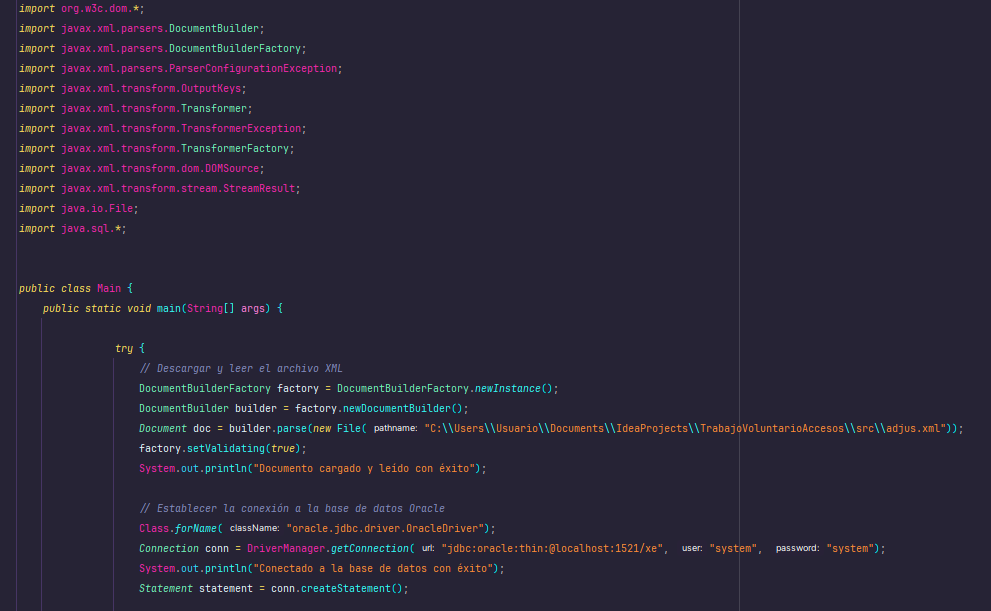 import org.w3c.dom.*;
import javax.xml.parsers.DocumentBuilder;
import javax.xml.parsers.DocumentBuilderFactory;
import javax.xml.parsers.ParserConfigurationException;
import javax.xml.transform.OutputKeys;
import javax.xml.transform.Transformer;
import javax.xml.transform.TransformerException;
import javax.xml.transform.TransformerFactory;
import javax.xml.transform.dom.DOMSource;
import javax.xml.transform.stream.StreamResult;
import java.io.File;
import java.sql.*;
public class Main {
public static void main(String[] args) {
try {
// Descargar y leer el archivo XML
DocumentBuilderFactory factory = DocumentBuilderFactory.newInstance();
DocumentBuilder builder = factory.newDocumentBuilder();
Document doc = builder.parse(new File( pathname: "C:\\Users\\Usuario\\Documents\\IdeaProjects\\TrabajoVoluntarioAccesos\\src\\adjus.xml"));
factory.setValidating(true);
System.out.println("Documento cargado y leído con éxito");
// Establecer la conexión a la base de datos Oracle
Class.forName( className: "oracle.jdbc.driver.OracleDriver");
Connection conn = DriverManager.getConnection( url: "jdbc:oracle:thin:@localhost:1521/xe", user: "system", password: "system");
System.out.println("Conectado a la base de datos con éxito");
Statement statement = conn.createStatement();